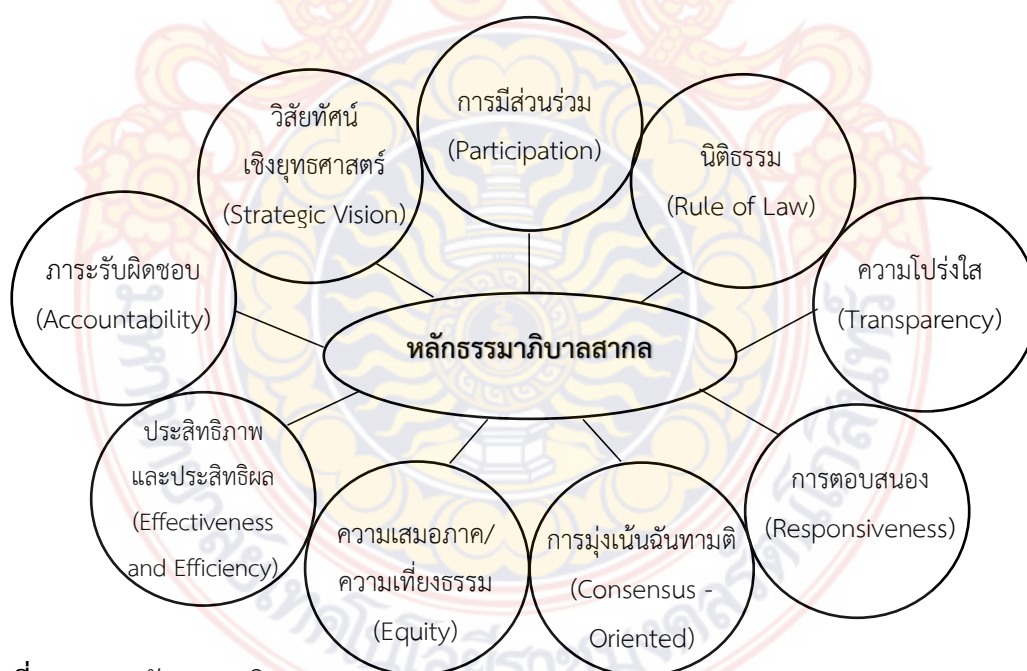 การมีส่วนร่วม
(Participation)
นิติธรรม
(Rule of Law)
ความโปร่งใส
(Transparency)
การตอบสนอง
(Responsiveness)
การมุ่งเน้นฉันทามติ
(Consensus -
Oriented)
ความเสมอภาค/
ความเที่ยงธรรม
(Equity)
ประสิทธิภาพ
และประสิทธิผล
(Effectiveness
and Efficiency)
ภาระรับผิดชอบ
(Accountability)
วิสัยทัศน์
เชิงยุทธศาสตร์
(Strategic Vision)
หลักธรรมาภิบาลสากล